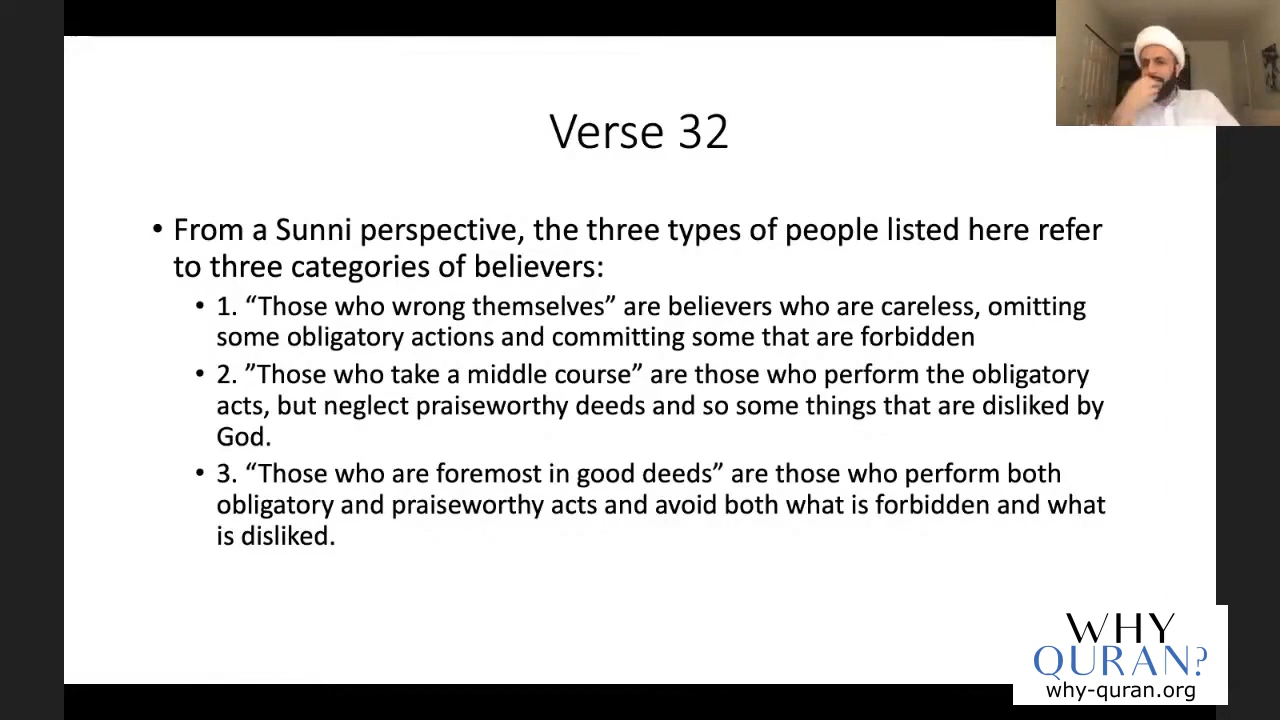 Verse 32
• From a Sunni perspective, the three types of people listed here refer
to three categories of believers:
• 1. “Those who wrong themselves” are believers who are careless, omitting
some obligatory actions and committing some that are forbidden
• 2. ”Those who take a middle course” are those who perform the obligatory
acts, but neglect praiseworthy deeds and so some things that are disliked by
God.
• 3. “Those who are foremost in good deeds” are those who perform both
obligatory and praiseworthy acts and avoid both what is forbidden and what
is disliked.
WHY
QURAN?
why-quran.org